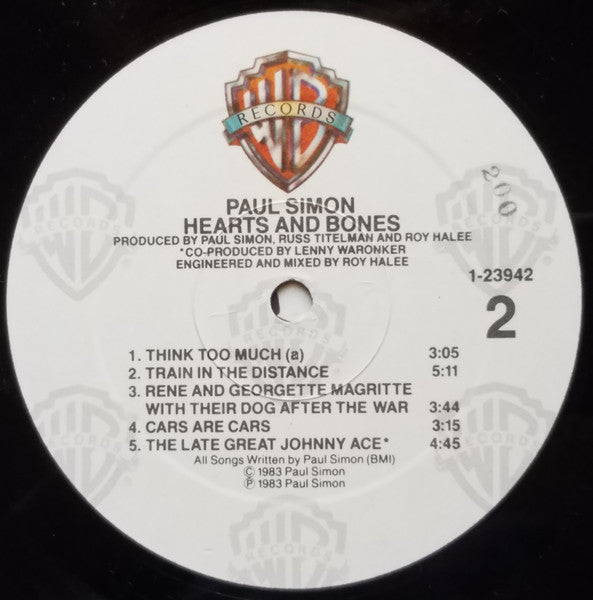 WB
RECORDS
PAUL SIMON
HEARTS AND BONES
PRODUCED BY PAUL SIMON, RUSS TITELMAN AND ROY HALEE
*CO-PRODUCED BY LENNY WARONKER
ENGINEERED AND MIXED BY ROY HALEE
200
1-23942
2
1. THINK TOO MUCH (a) 3:05
2. TRAIN IN THE DISTANCE 5:11
3. RENE AND GEORGETTE MAGRITTE
WITH THEIR DOG AFTER THE WAR 3:44
4. CARS ARE CARS 3:15
5. THE LATE GREAT JOHNNY ACE* 4:45
All Songs Written by Paul Simon (BMI)
© 1983 Paul Simon
℗ 1983 Paul Simon